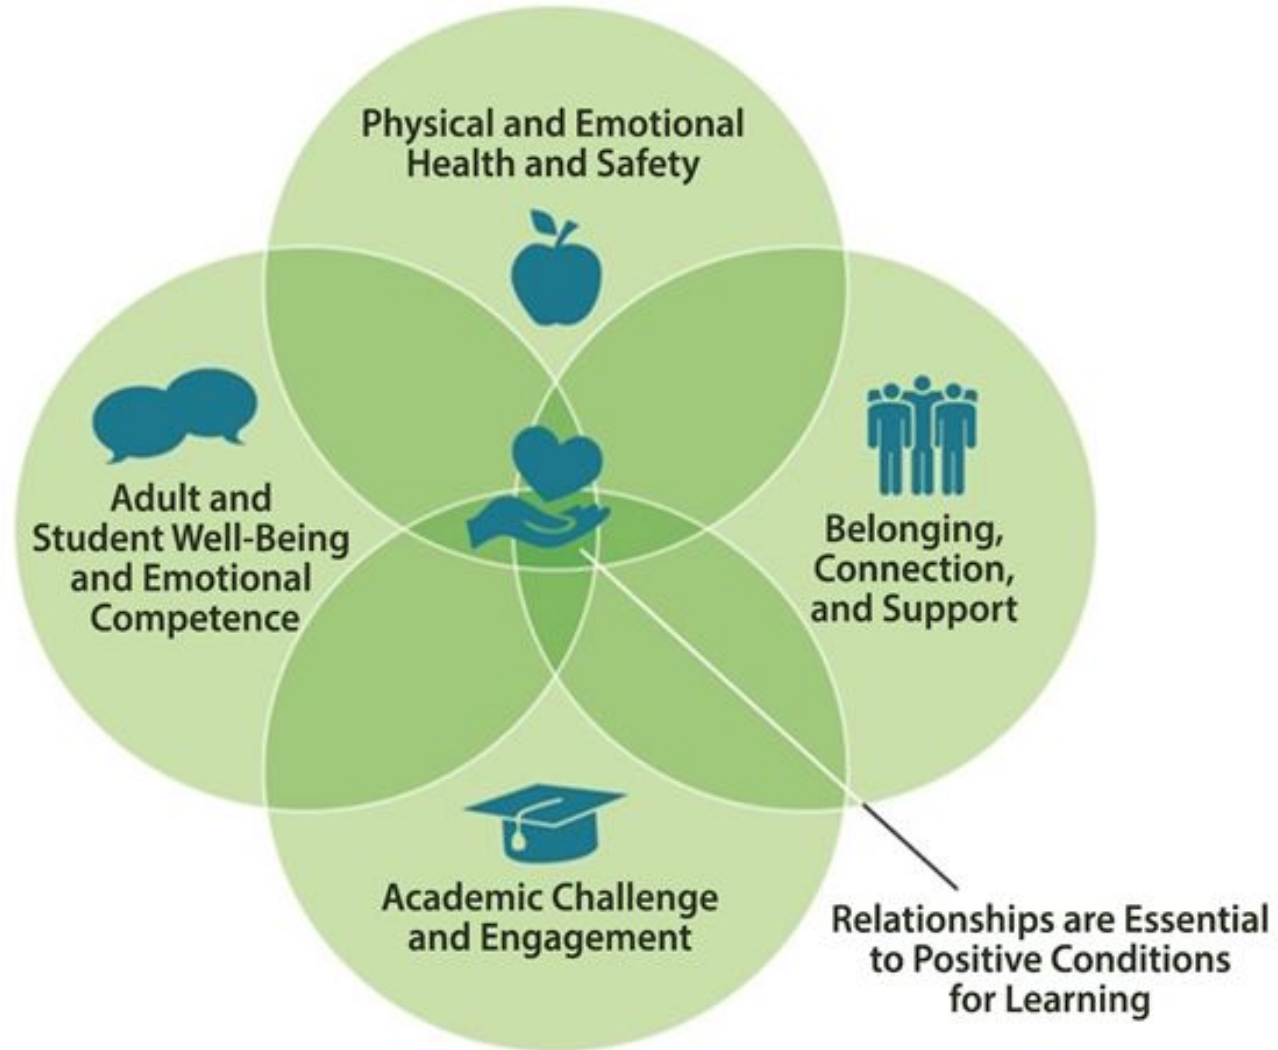 Physical and Emotional
Health and Safety
Adult and
Student Well-Being
and Emotional
Competence
Belonging,
Connection,
and Support
Academic Challenge
and Engagement
Relationships are Essential
to Positive Conditions
for Learning